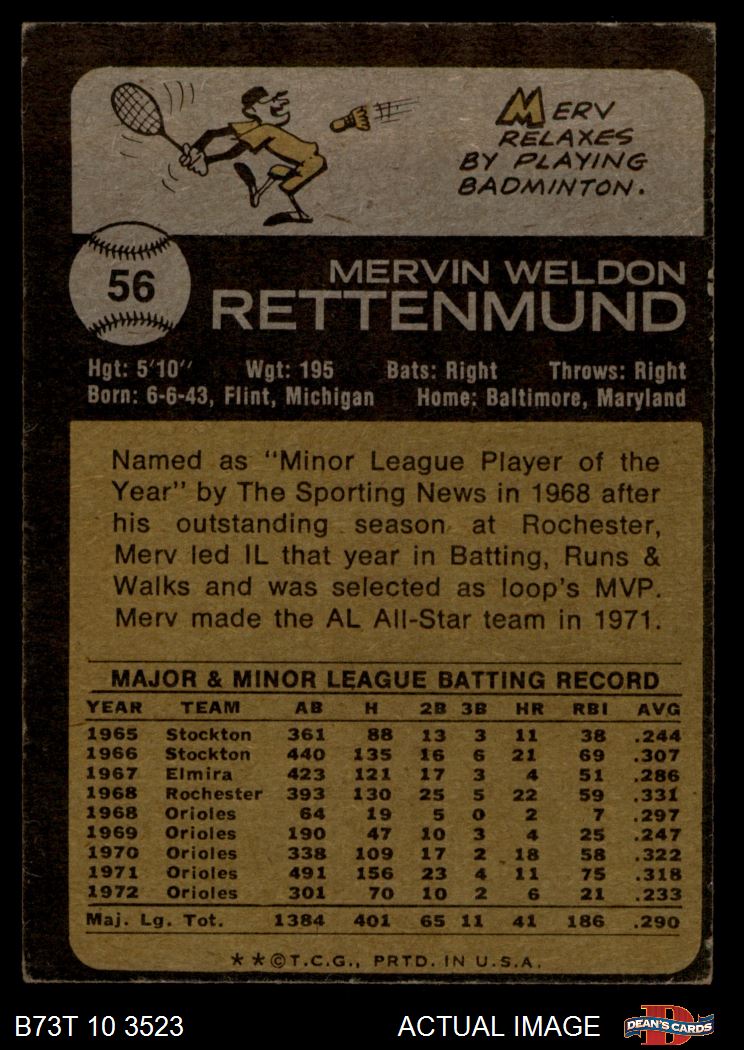 MERV
RELAXES
BY PLAYING
BADMINTON.
56
MERVIN WELDON
RETTENMUND
Hgt: 5'10" Wgt: 195 Bats: Right Throws: Right
Born: 6-6-43, Flint, Michigan Home: Baltimore, Maryland
Named as "Minor League Player of the
Year" by The Sporting News in 1968 after
his outstanding season at Rochester,
Merv led IL that year in Batting, Runs &
Walks and was selected as loop's MVP.
Merv made the AL All-Star team in 1971.
MAJOR & MINOR LEAGUE BATTING RECORD
YEAR TEAM AB H 2B 3B HR RBI AVG
1965 Stockton 361 88 13 3 11 38 .244
1966 Stockton 440 135 16 6 21 69 .307
1967 Elmira 423 121 17 3 4 51 .286
1968 Rochester 393 130 25 5 22 59 .331
1968 Orioles 64 19 5 0 2 7 .297
1969 Orioles 190 47 10 3 4 25 .247
1970 Orioles 338 109 17 2 18 58 .322
1971 Orioles 491 156 23 4 11 75 .318
1972 Orioles 301 70 10 2 6 21 .233
Maj. Lg. Tot. 1384 401 65 11 41 186 .290
**©T.C.G., PRTD. IN U.S.A.
B73T 10 3523 ACTUAL IMAGE DEAN'S CARDS